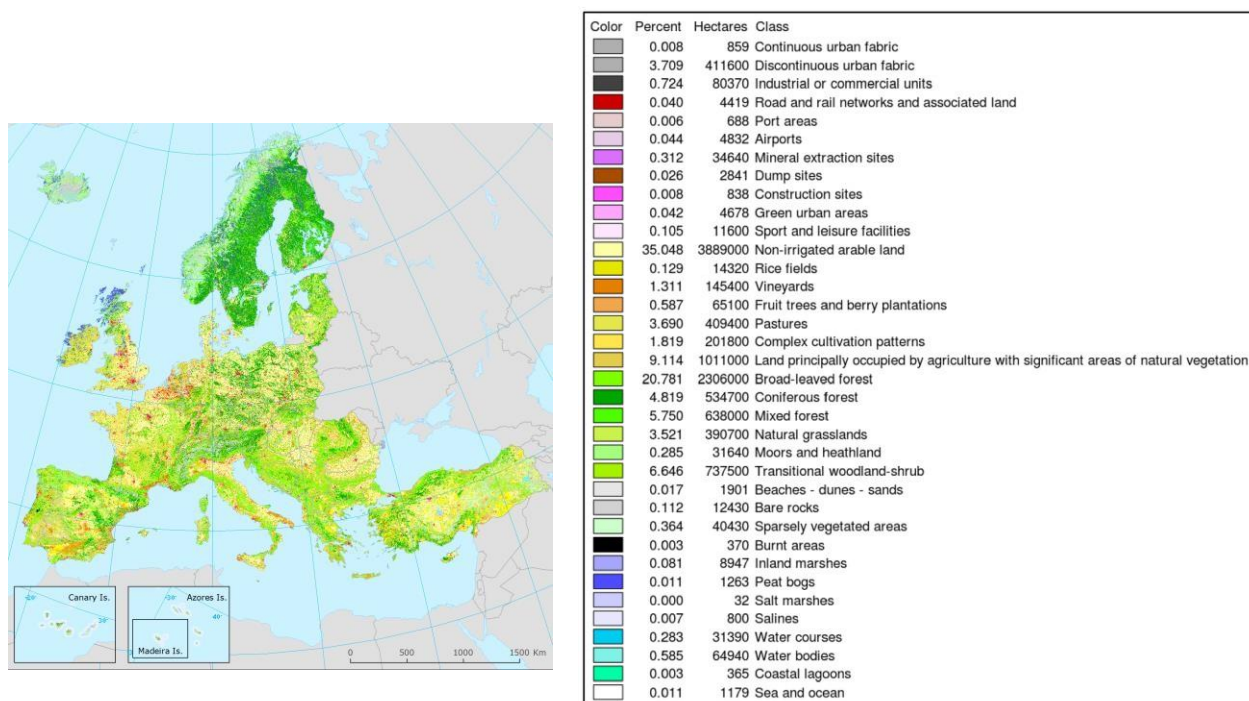 Canary Is.
Azores Is.
-20°
30°
-30°
40°
Madeira Is.
0 500 1000 1500 Km
Color Percent Hectares Class
0.008 859 Continuous urban fabric
3.709 411600 Discontinuous urban fabric
0.724 80370 Industrial or commercial units
0.040 4419 Road and rail networks and associated land
0.006 688 Port areas
0.044 4832 Airports
0.312 34640 Mineral extraction sites
0.026 2841 Dump sites
0.008 838 Construction sites
0.042 4678 Green urban areas
0.105 11600 Sport and leisure facilities
35.048 3889000 Non-irrigated arable land
0.129 14320 Rice fields
1.311 145400 Vineyards
0.587 65100 Fruit trees and berry plantations
3.690 409400 Pastures
1.819 201800 Complex cultivation patterns
9.114 1011000 Land principally occupied by agriculture with significant areas of natural vegetation
20.781 2306000 Broad-leaved forest
4.819 534700 Coniferous forest
5.750 638000 Mixed forest
3.521 390700 Natural grasslands
0.285 31640 Moors and heathland
6.646 737500 Transitional woodland-shrub
0.017 1901 Beaches - dunes - sands
0.112 12430 Bare rocks
0.364 40430 Sparsely vegetated areas
0.003 370 Burnt areas
0.081 8947 Inland marshes
0.011 1263 Peat bogs
0.000 32 Salt marshes
0.007 800 Salines
0.283 31390 Water courses
0.585 64940 Water bodies
0.003 365 Coastal lagoons
0.011 1179 Sea and ocean